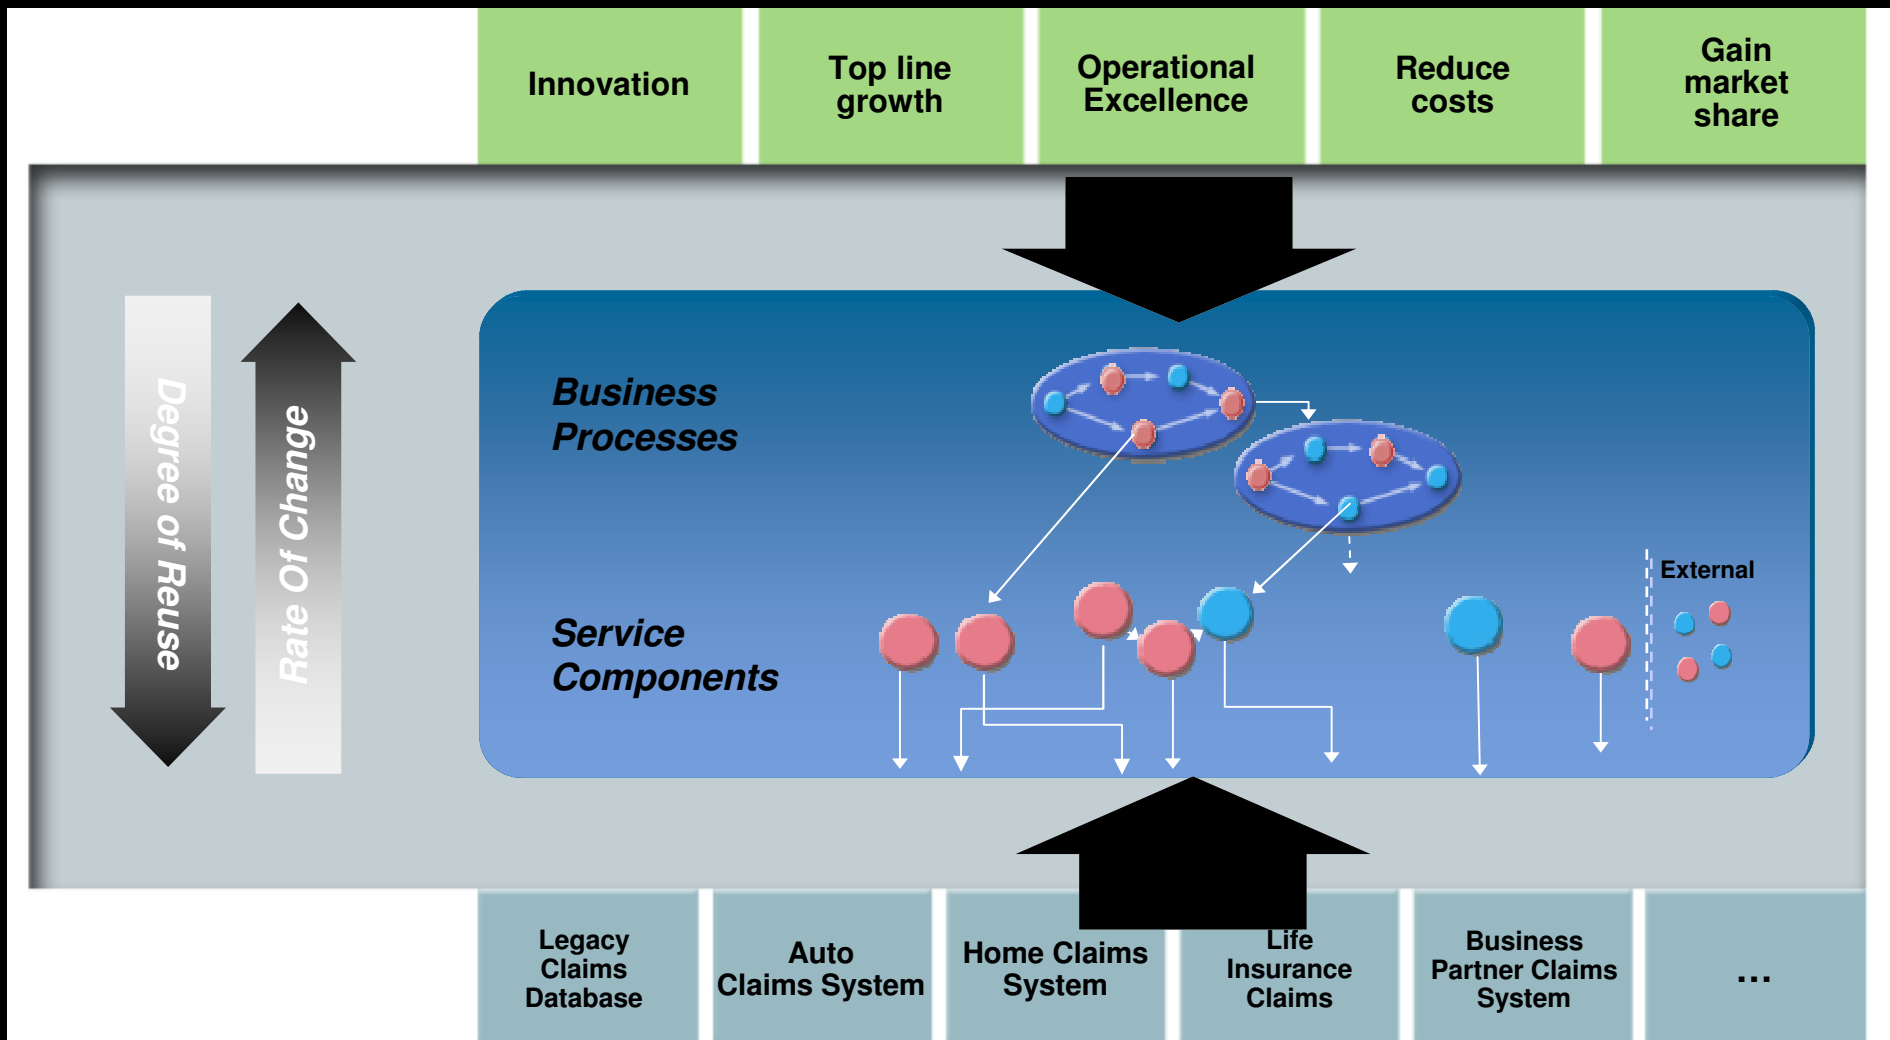 Innovation
Top line
growth
Operational
Excellence
Reduce
costs
Gain
market
share
Degree of Reuse
Rate Of Change
Business
Processes
Service
Components
External
Legacy
Claims
Database
Auto
Claims System
Home Claims
System
Life
Insurance
Claims
Business
Partner Claims
System
...